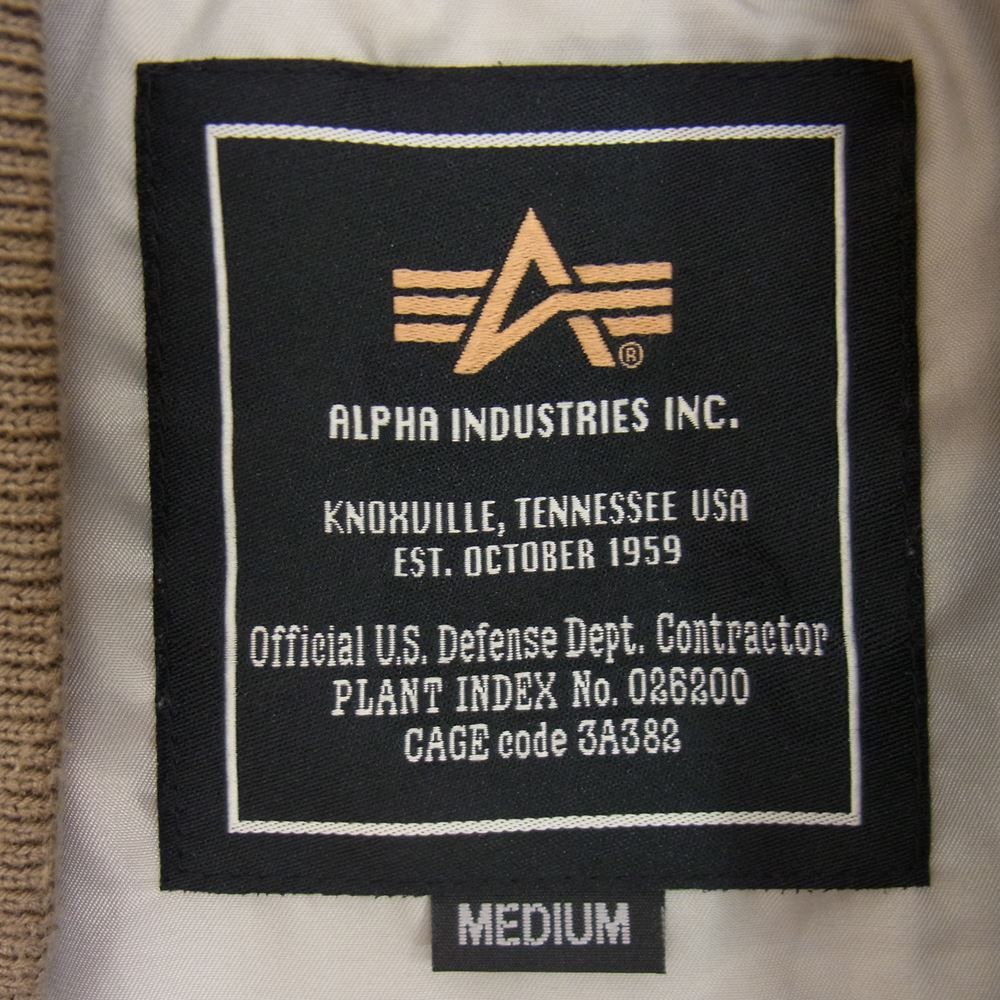 ®
ALPHA INDUSTRIES INC.
KNOXVILLE, TENNESSEE USA
EST. OCTOBER 1959
Official U.S. Defense Dept. Contractor
PLANT INDEX No. 026200
CAGE code 3A382
MEDIUM